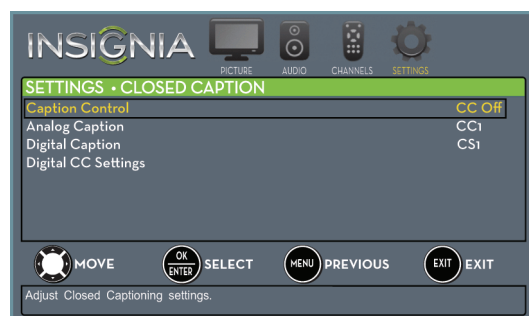 INSIGNIA
PICTURE AUDIO CHANNELS SETTINGS
SETTINGS • CLOSED CAPTION
Caption Control CC Off
Analog Caption CC1
Digital Caption CS1
Digital CC Settings
MOVE OK ENTER SELECT MENU PREVIOUS EXIT EXIT
Adjust Closed Captioning settings.